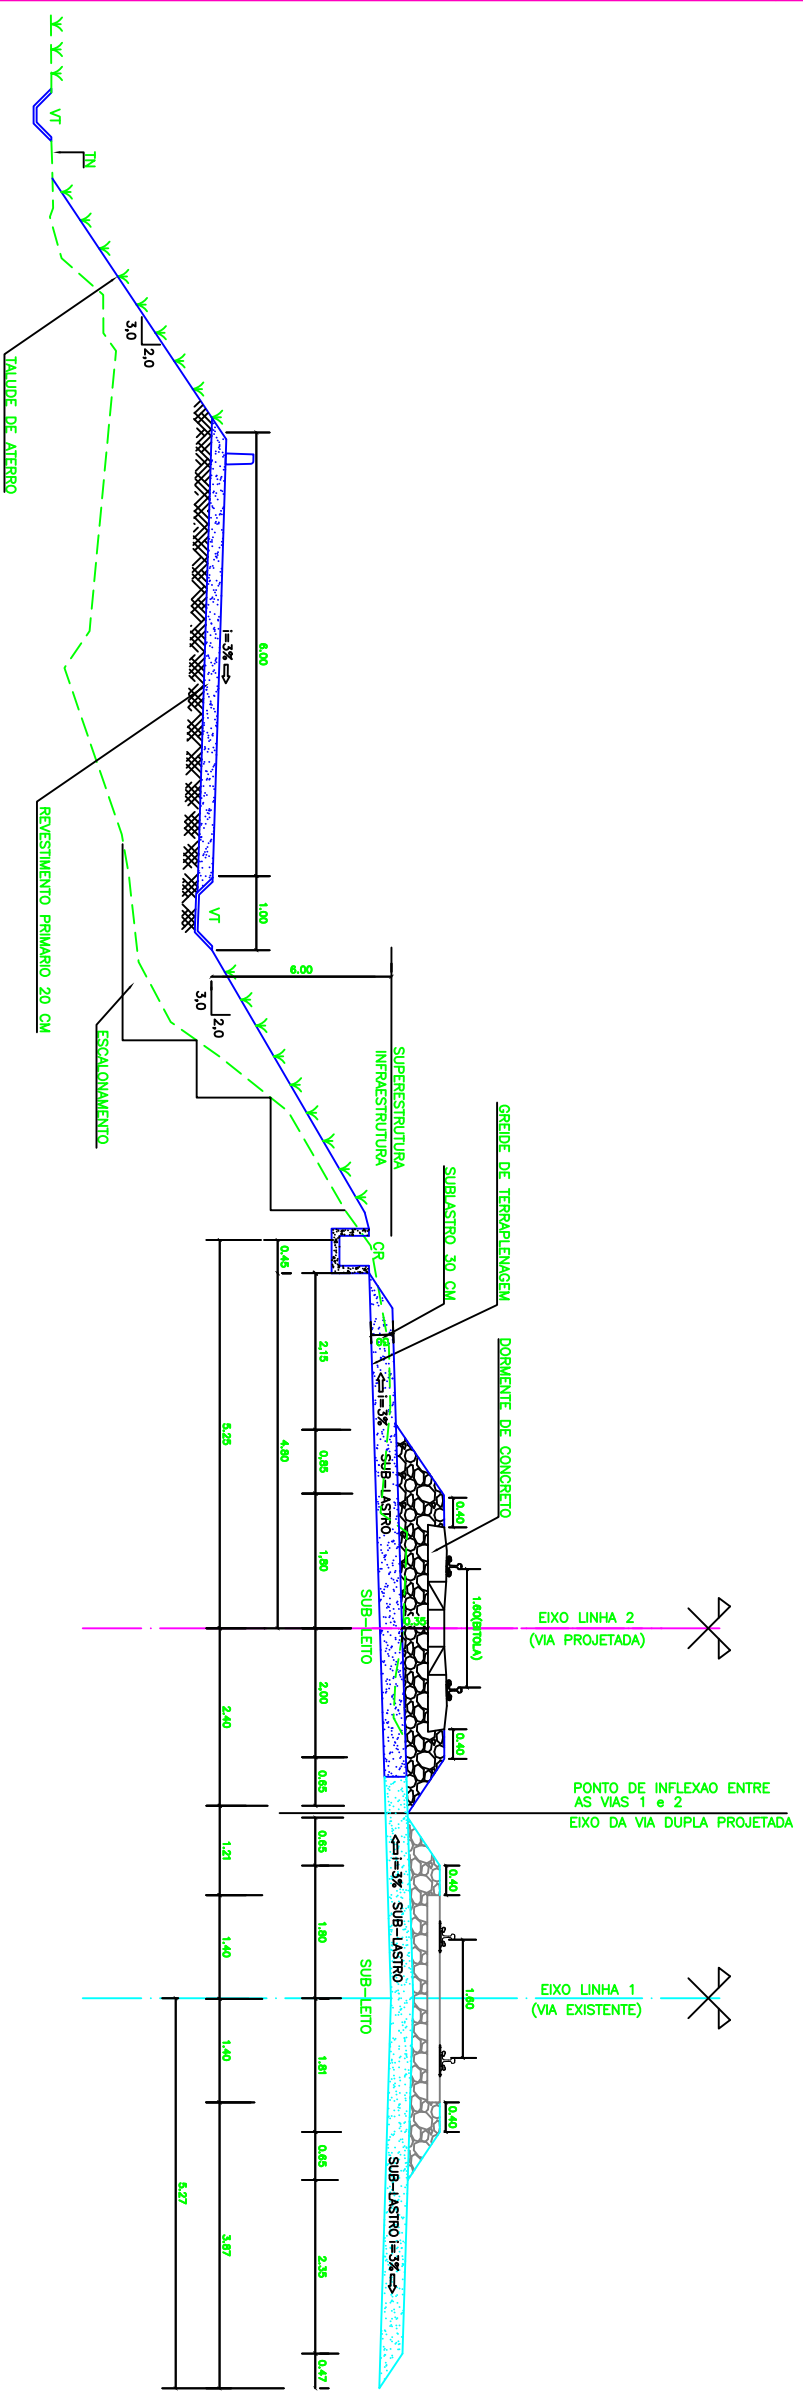 VT
TN
TALUDE DE ATERRO
3,0
2,0
6.00
i=3%
REVESTIMENTO PRIMARIO 20 CM
VT
1.00
ESCALONAMENTO
3,0
2,0
6.00
SUPERESTRUTURA
INFRAESTRUTURA
GREIDE DE TERRAPLENAGEM
SUBLASTRO 30 CM
CR
DORMENTE DE CONCRETO
i=3%
SUB-LASTRO
SUB-LEITO
0.40
1.60(BITOLA)
0.35
0.40
EIXO LINHA 2
(VIA PROJETADA)
PONTO DE INFLEXAO ENTRE
AS VIAS 1 e 2
EIXO DA VIA DUPLA PROJETADA
i=3%
SUB-LASTRO
SUB-LEITO
0.40
1.60
0.40
EIXO LINHA 1
(VIA EXISTENTE)
SUB-LASTRO i=3%
0.45
2,15
0.85
1,80
2,00
0.65
0.65
1.80
1.81
0.65
2.35
0.47
4.80
5.25
2.40
1.21
1.40
1.40
3.87
5.27